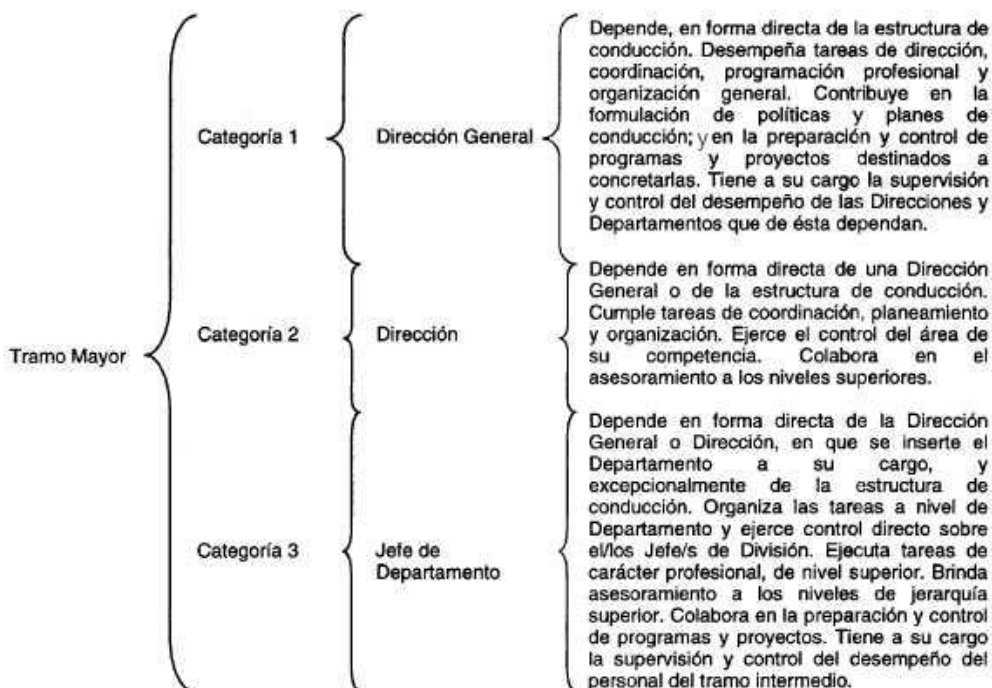 Tramo Mayor
Categoría 1
Dirección General
Depende, en forma directa de la estructura de
conducción. Desempeña tareas de dirección,
coordinación, programación profesional y
organización general. Contribuye en la
formulación de políticas y planes de
conducción; y en la preparación y control de
programas y proyectos destinados a
concretarlas. Tiene a su cargo la supervisión
y control del desempeño de las Direcciones y
Departamentos que de ésta dependan.
Categoría 2
Dirección
Depende en forma directa de una Dirección
General o de la estructura de conducción.
Cumple tareas de coordinación, planeamiento
y organización. Ejerce el control del área de
su competencia. Colabora en el
asesoramiento a los niveles superiores.
Categoría 3
Jefe de
Departamento
Depende en forma directa de la Dirección
General o Dirección, en que se inserte el
Departamento a su cargo, y
excepcionalmente de la estructura de
conducción. Organiza las tareas a nivel de
Departamento y ejerce control directo sobre
el/los Jefe/s de División. Ejecuta tareas de
carácter profesional, de nivel superior. Brinda
asesoramiento a los niveles de jerarquía
superior. Colabora en la preparación y control
de programas y proyectos. Tiene a su cargo
la supervisión y control del desempeño del
personal del tramo intermedio.